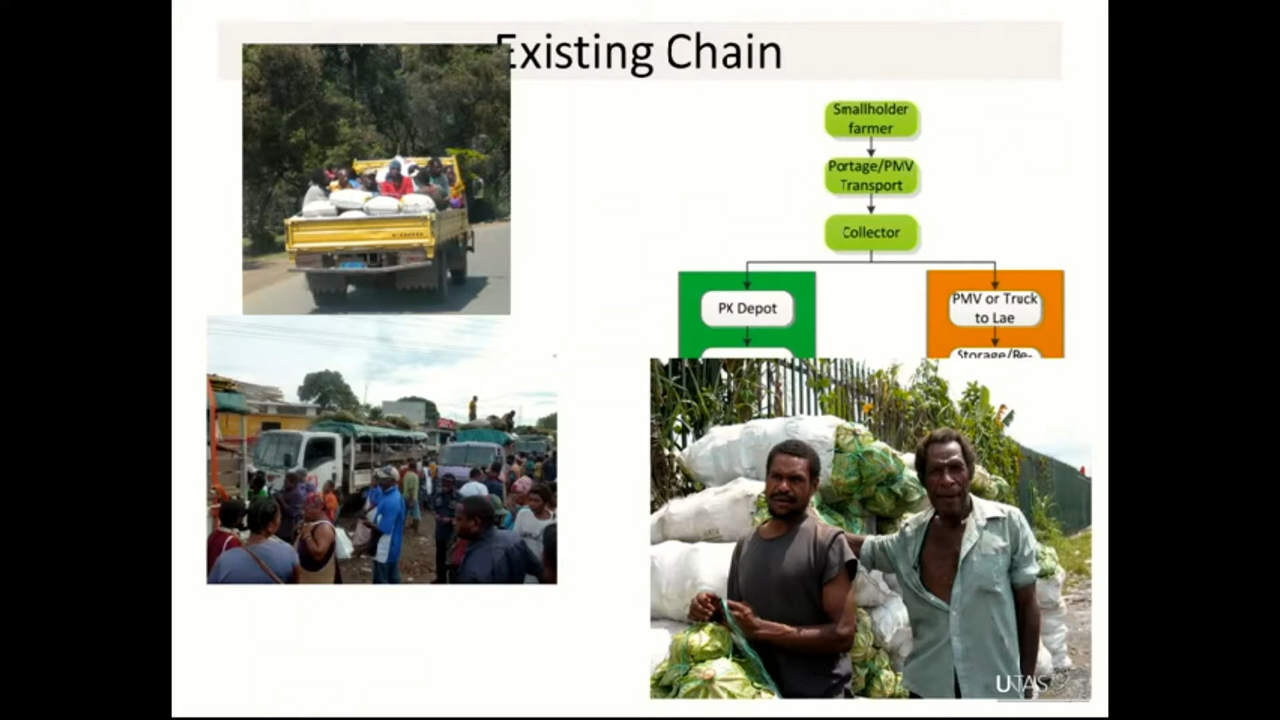 Existing Chain
Smallholder
farmer
Portage/PMV
Transport
Collector
PK Depot
PMV or Truck
to Lae
Storage/Re-
UTAS